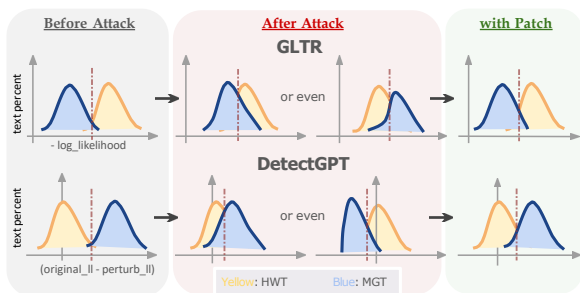 Before Attack
After Attack
with Patch
GLTR
text percent
or even
- log_likelihood
DetectGPT
text percent
or even
(original_ll - perturb_ll)
Yellow: HWT
Blue: MGT